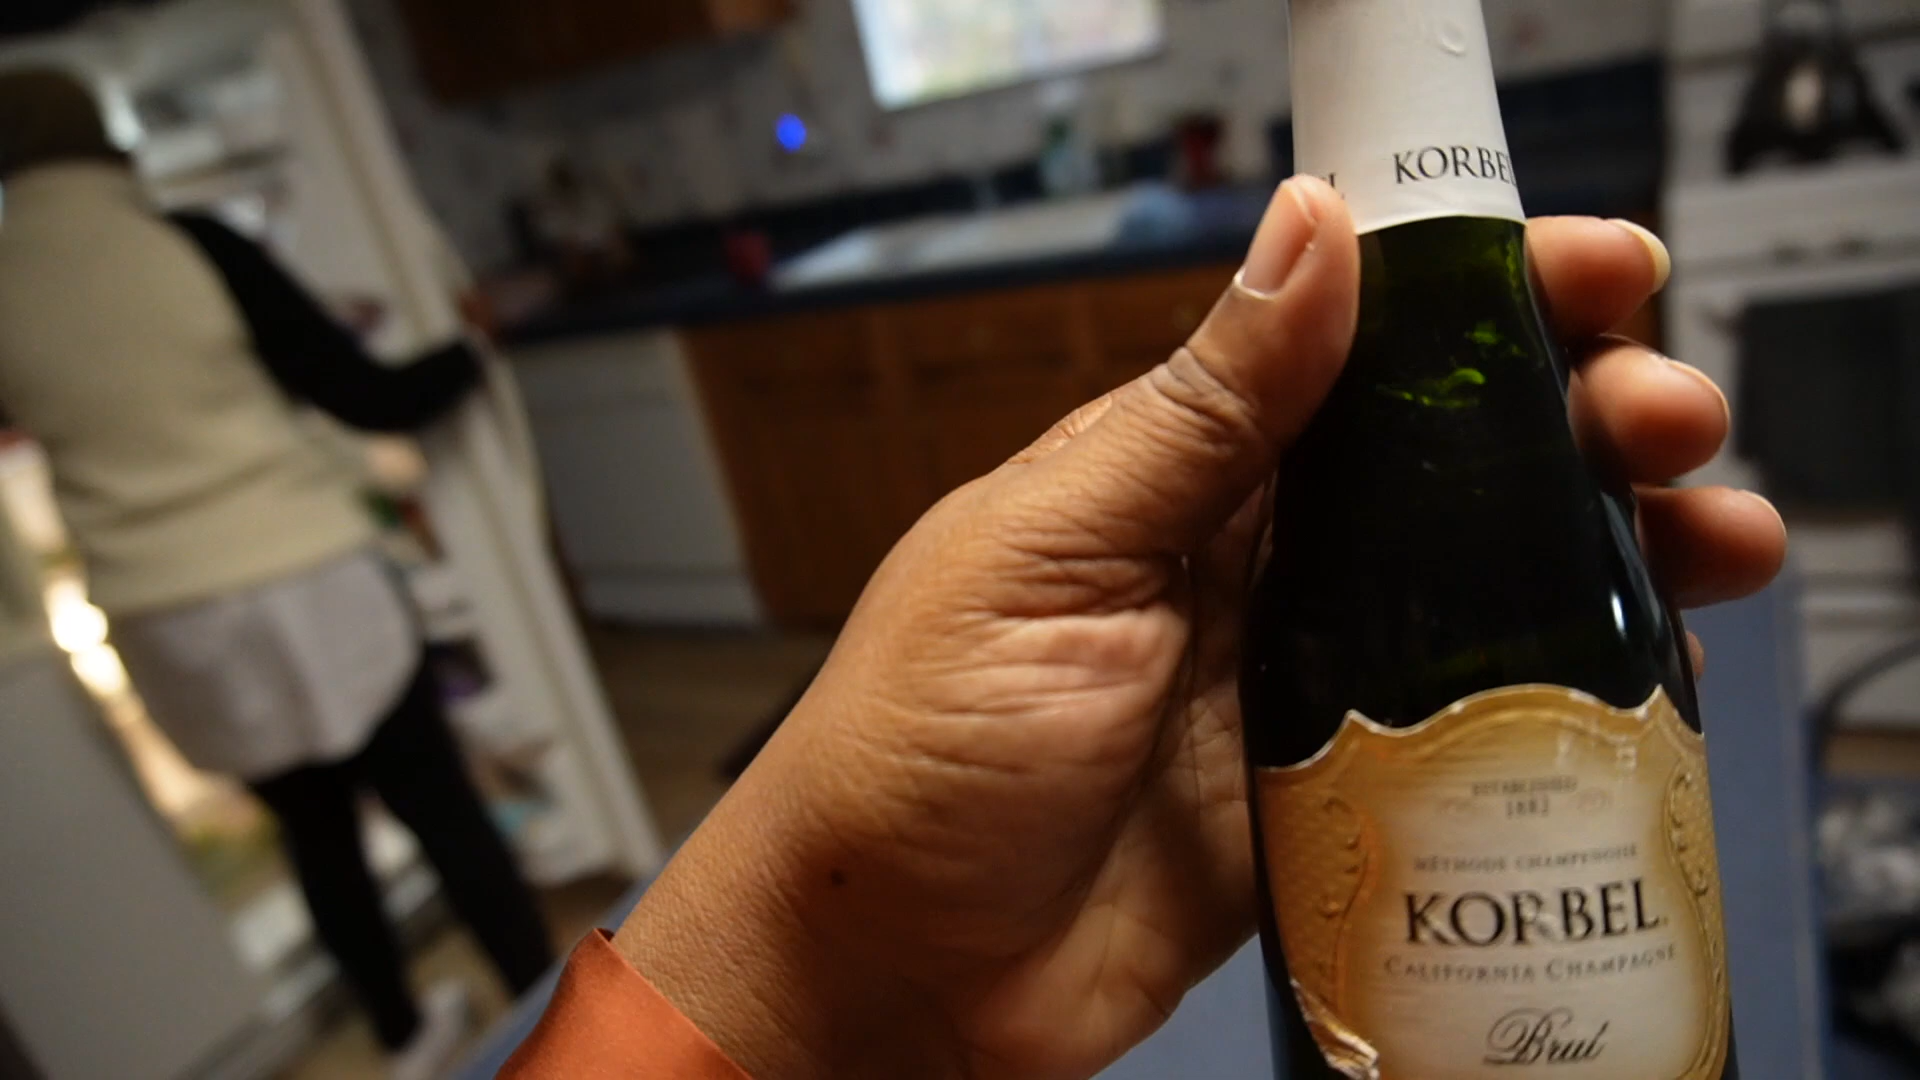 KORBEL
ESTABLISHED
1882
MÉTHODE CHAMPENOISE
KORBEL
CALIFORNIA CHAMPAGNE
Brut